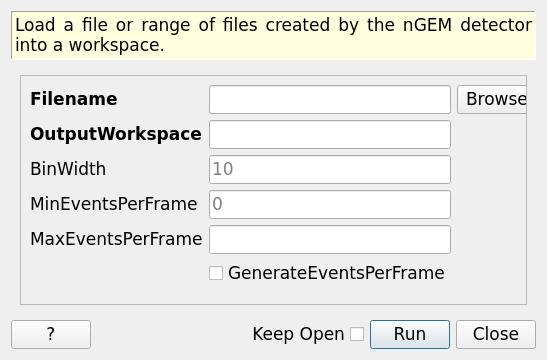 Load a file or range of files created by the nGEM detector
into a workspace.
Filename
Browse
OutputWorkspace
BinWidth
10
MinEventsPerFrame
0
MaxEventsPerFrame
GenerateEventsPerFrame
?
Keep Open
Run
Close